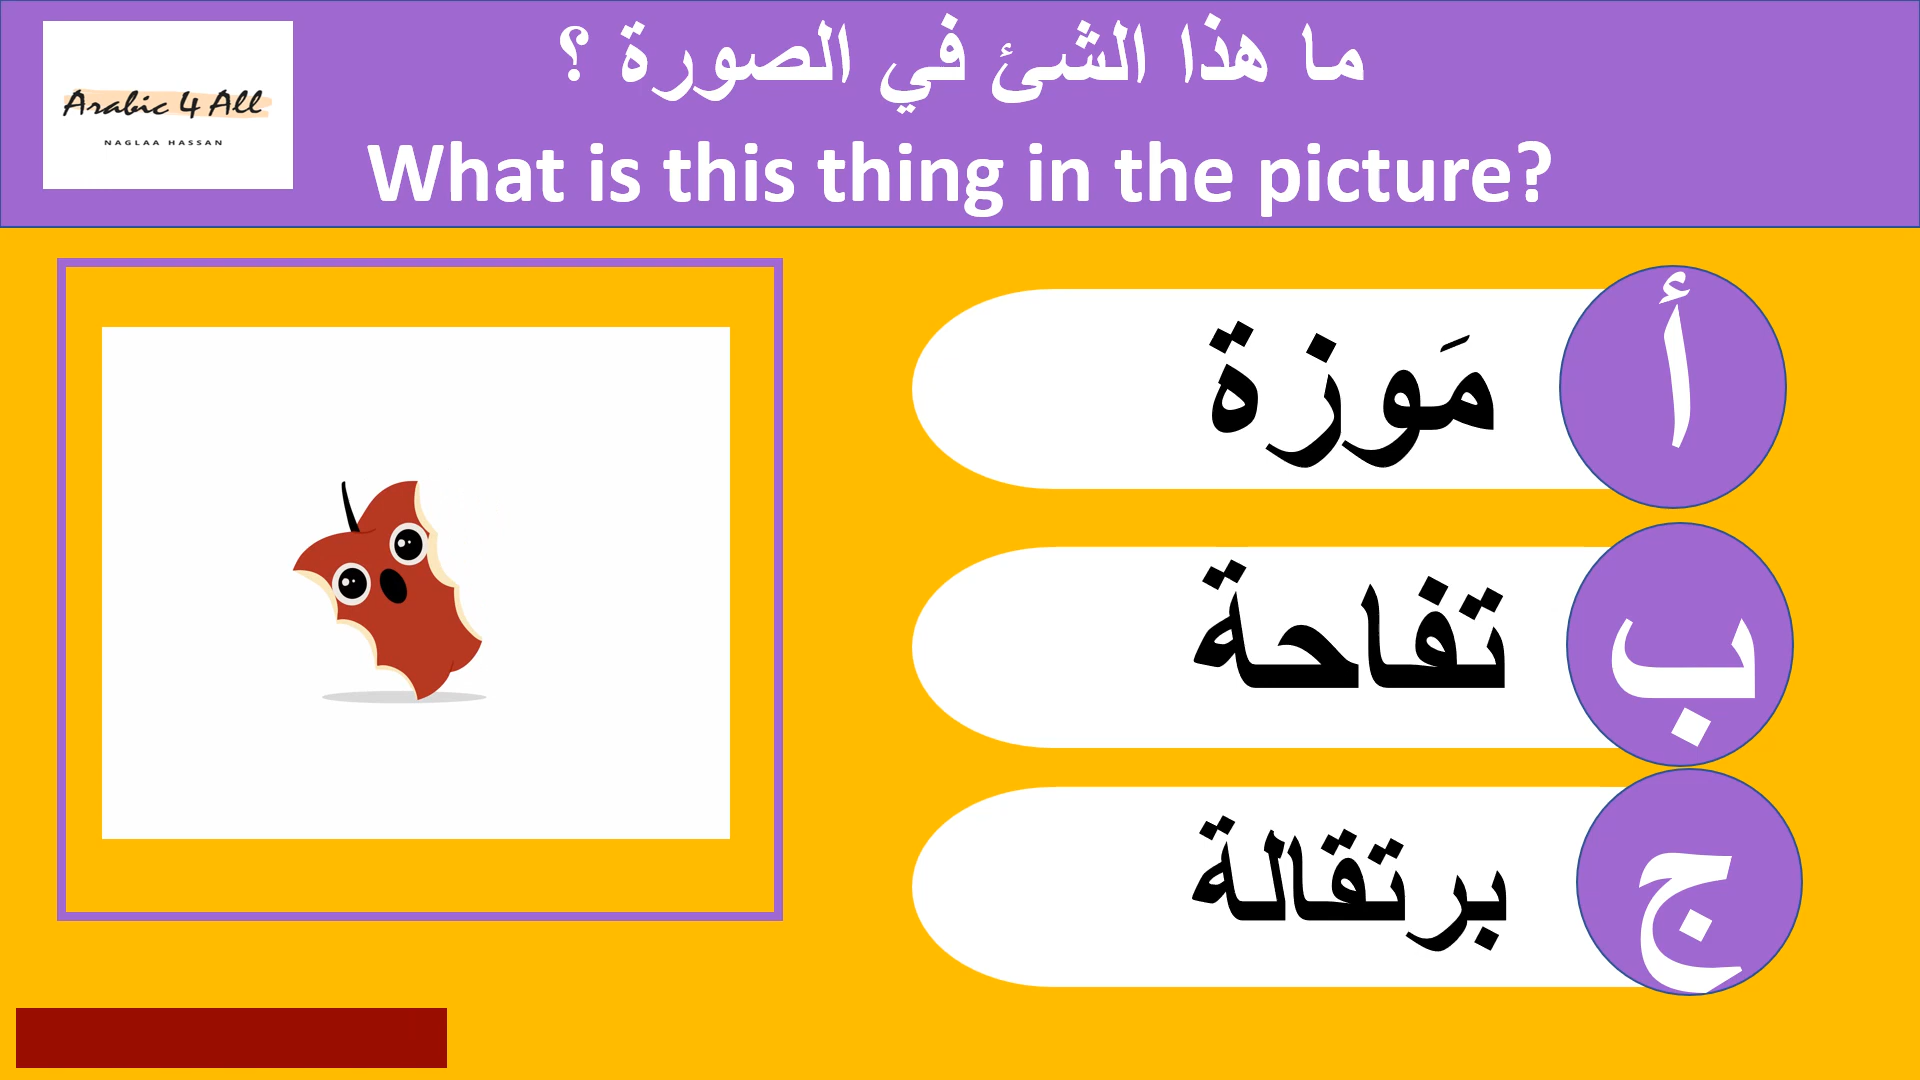 ما هذا الشئ في الصورة ؟
What is this thing in the picture?
Arabic 4 All
NAGLAA HASSAN
أ
مَوزة
ب
تفاحة
ج
برتقالة